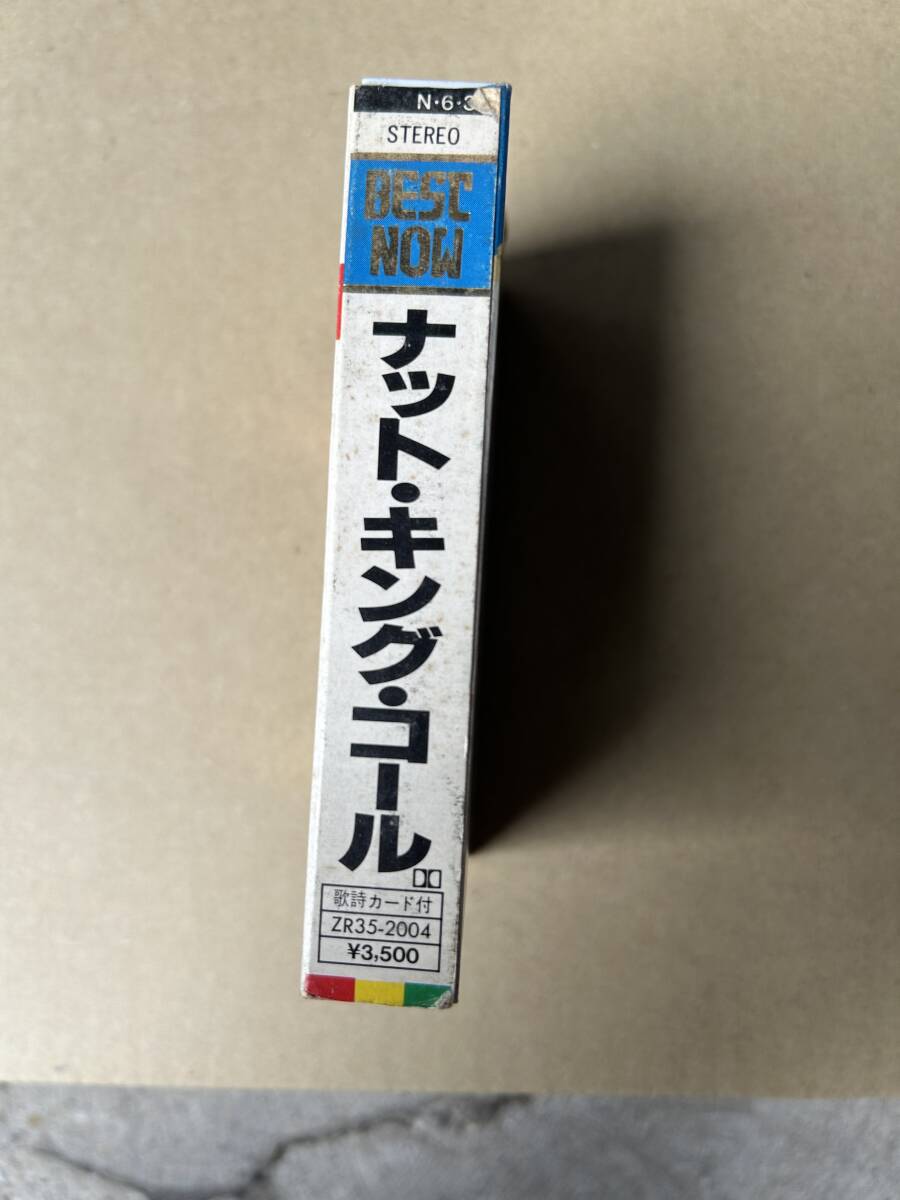 N・6・3
STEREO
BEST
NOW
ナット・キング・コール
歌詩カード付
ZR35-2004
¥3,500